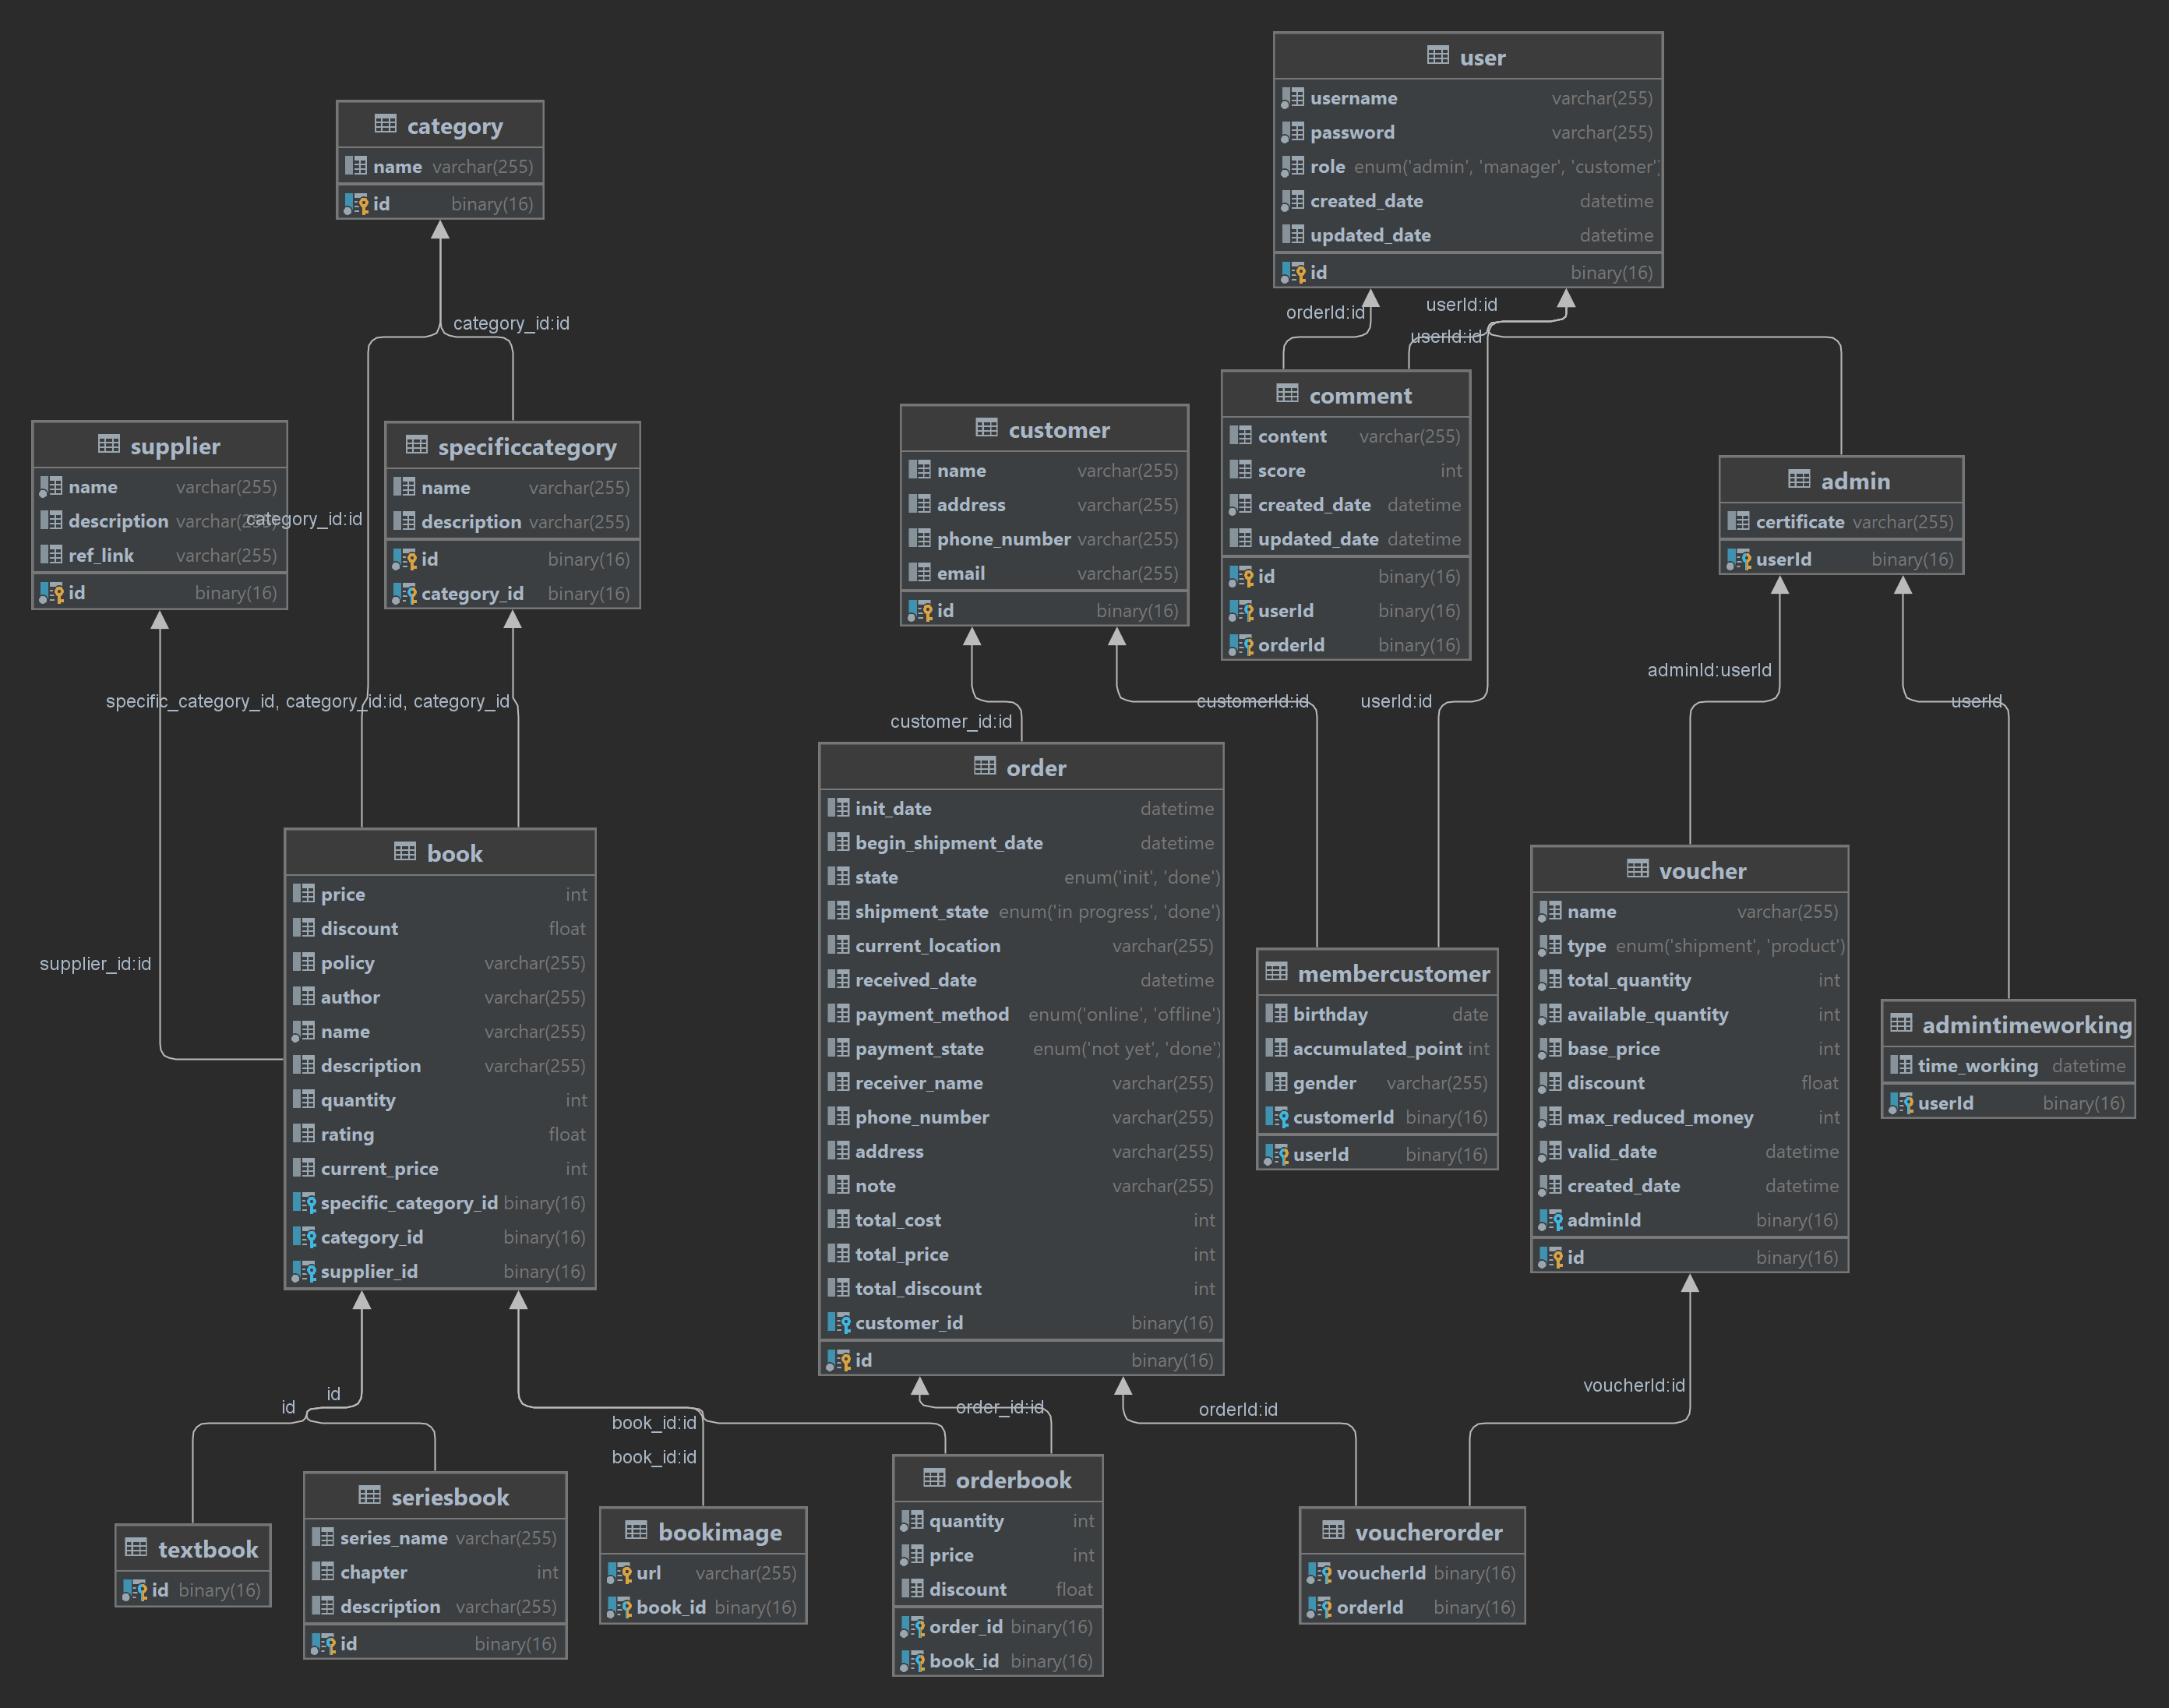 user
username varchar(255)
password varchar(255)
role enum('admin', 'manager', 'customer')
created_date datetime
updated_date datetime
id binary(16)
category
name varchar(255)
id binary(16)
orderId:id
userId:id
userId:id
category_id:id
supplier
name varchar(255)
description varchar(255)
ref_link varchar(255)
id binary(16)
category_id:id
specificcategory
name varchar(255)
description varchar(255)
id binary(16)
category_id binary(16)
customer
name varchar(255)
address varchar(255)
phone_number varchar(255)
email varchar(255)
id binary(16)
comment
content varchar(255)
score int
created_date datetime
updated_date datetime
id binary(16)
userId binary(16)
orderId binary(16)
admin
certificate varchar(255)
userId binary(16)
specific_category_id, category_id:id, category_id
customer_id:id
customerId:id
userId:id
adminId:userId
userId
supplier_id:id
book
price int
discount float
policy varchar(255)
author varchar(255)
name varchar(255)
description varchar(255)
quantity int
rating float
current_price int
specific_category_id binary(16)
category_id binary(16)
supplier_id binary(16)
order
init_date datetime
begin_shipment_date datetime
state enum('init', 'done')
shipment_state enum('in progress', 'done')
current_location varchar(255)
received_date datetime
payment_method enum('online', 'offline')
payment_state enum('not yet', 'done')
receiver_name varchar(255)
phone_number varchar(255)
address varchar(255)
note varchar(255)
total_cost int
total_price int
total_discount int
customer_id binary(16)
id binary(16)
membercustomer
birthday date
accumulated_point int
gender varchar(255)
customerId binary(16)
userId binary(16)
voucher
name varchar(255)
type enum('shipment', 'product')
total_quantity int
available_quantity int
base_price int
discount float
max_reduced_money int
valid_date datetime
created_date datetime
adminId binary(16)
id binary(16)
admintimeworking
time_working datetime
userId binary(16)
id
id
book_id:id
book_id:id
order_id:id
orderId:id
voucherId:id
textbook
id binary(16)
seriesbook
series_name varchar(255)
chapter int
description varchar(255)
id binary(16)
bookimage
url varchar(255)
book_id binary(16)
orderbook
quantity int
price int
discount float
order_id binary(16)
book_id binary(16)
voucherorder
voucherId binary(16)
orderId binary(16)